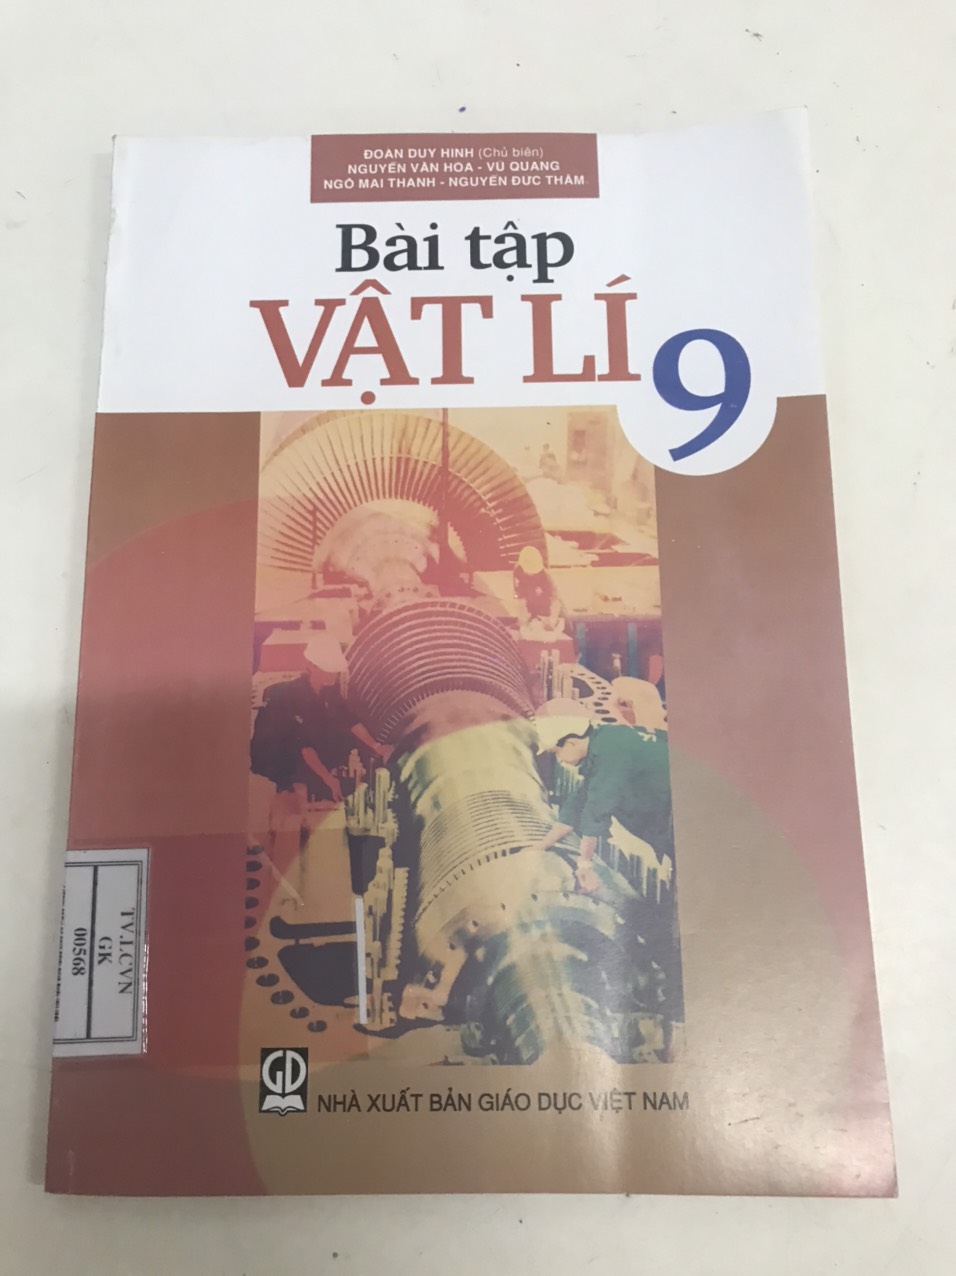 ĐOÀN DUY HINH (Chủ biên)
NGUYỄN VĂN HOÀ - VŨ QUANG
NGÔ MAI THANH - NGUYỄN ĐỨC THÂM
Bài tập
VẬT LÍ 9
TV.LCVN
GK
00568
GD
NHÀ XUẤT BẢN GIÁO DỤC VIỆT NAM